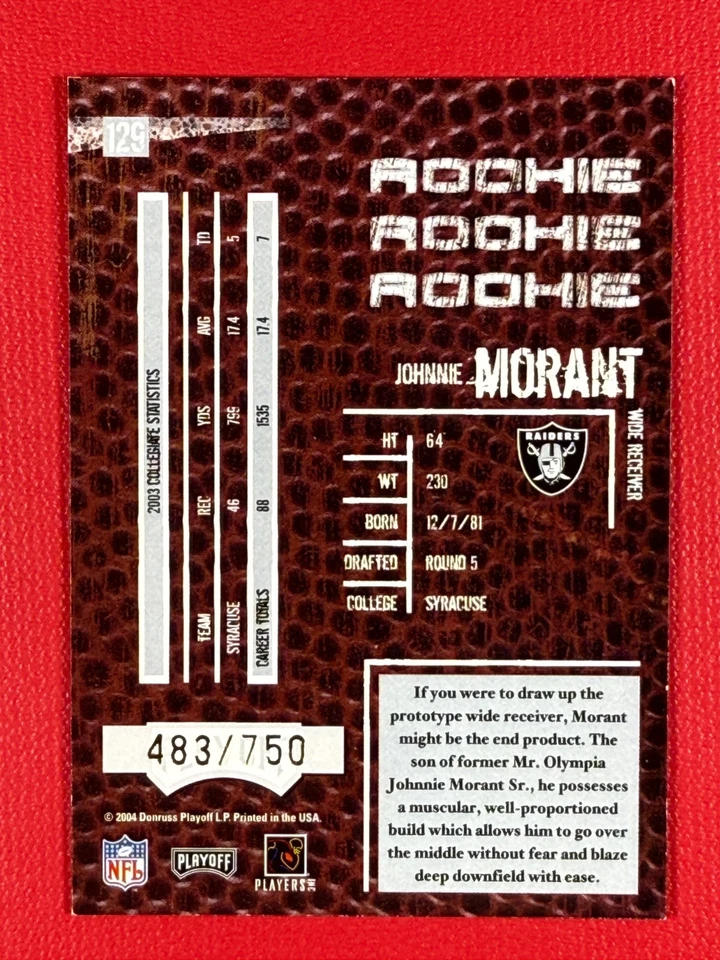 129
ROOKIE
ROOKIE
ROOKIE
JOHNNIE MORANT
WIDE RECEIVER
RAIDERS
HT 64
WT 230
BORN 12/7/81
DRAFTED ROUND 5
COLLEGE SYRACUSE
2003 COLLEGIATE STATISTICS
TEAM REC YDS AVG TD
SYRACUSE 46 799 17.4 5
CAREER TOTALS 88 1535 17.4 7
If you were to draw up the
prototype wide receiver, Morant
might be the end product. The
son of former Mr. Olympia
Johnnie Morant Sr., he possesses
a muscular, well-proportioned
build which allows him to go over
the middle without fear and blaze
deep downfield with ease.
483/750
© 2004 Donruss Playoff L.P. Printed in the USA.
NFL
PLAYOFF
PLAYERS INC